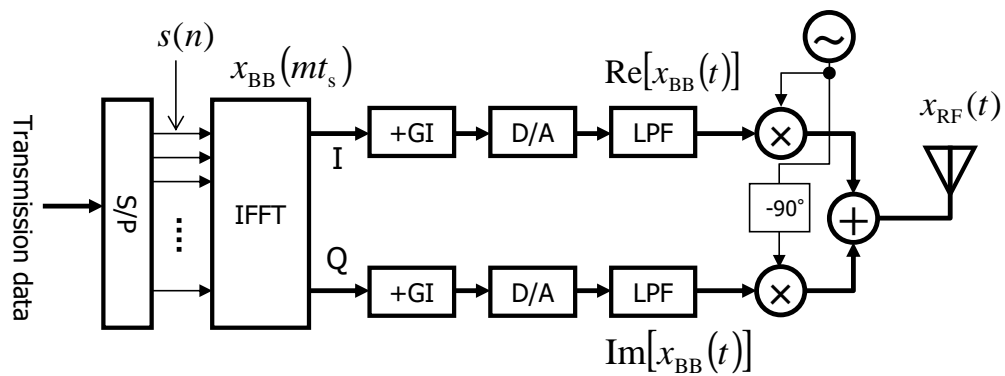 s(n)
x_BB(mt_s)
Re[x_BB(t)]
~
x_RF(t)
Transmission data
S/P
IFFT
I
+GI
D/A
LPF
×
-90°
+
Q
+GI
D/A
LPF
×
Im[x_BB(t)]